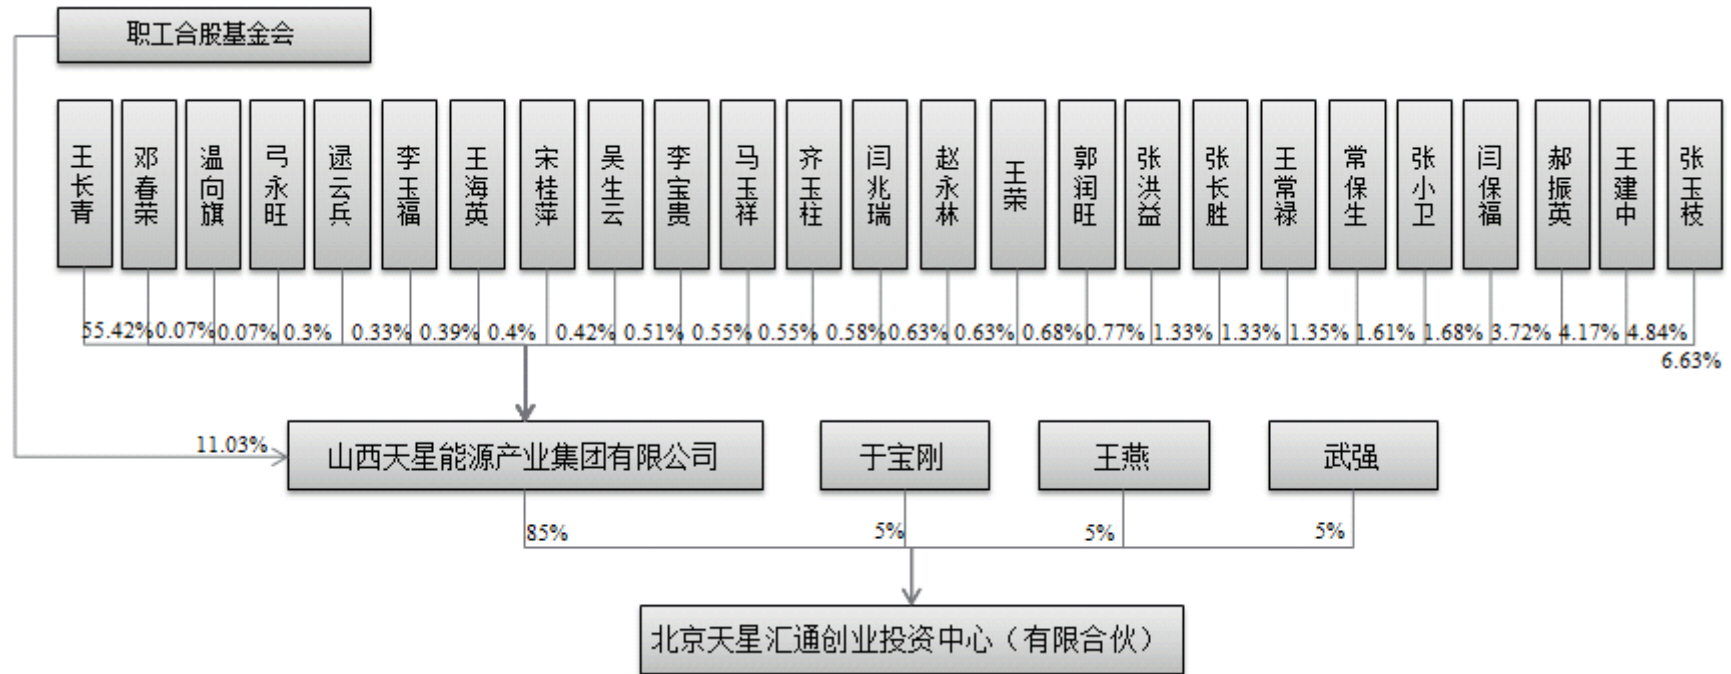 职工合股基金会
王长青
邓春荣
温向旗
弓永旺
逯云兵
李玉福
王海英
宋桂萍
吴生云
李宝贵
马玉祥
齐玉柱
闫兆瑞
赵永林
王荣
郭润旺
张洪益
张长胜
王常禄
常保生
张小卫
闫保福
郝振英
王建中
张玉枝
55.42%
0.07%
0.07%
0.3%
0.33%
0.39%
0.4%
0.42%
0.51%
0.55%
0.55%
0.58%
0.63%
0.63%
0.68%
0.77%
1.33%
1.33%
1.35%
1.61%
1.68%
3.72%
4.17%
4.84%
6.63%
11.03%
山西天星能源产业集团有限公司
于宝刚
王燕
武强
85%
5%
5%
5%
北京天星汇通创业投资中心（有限合伙）